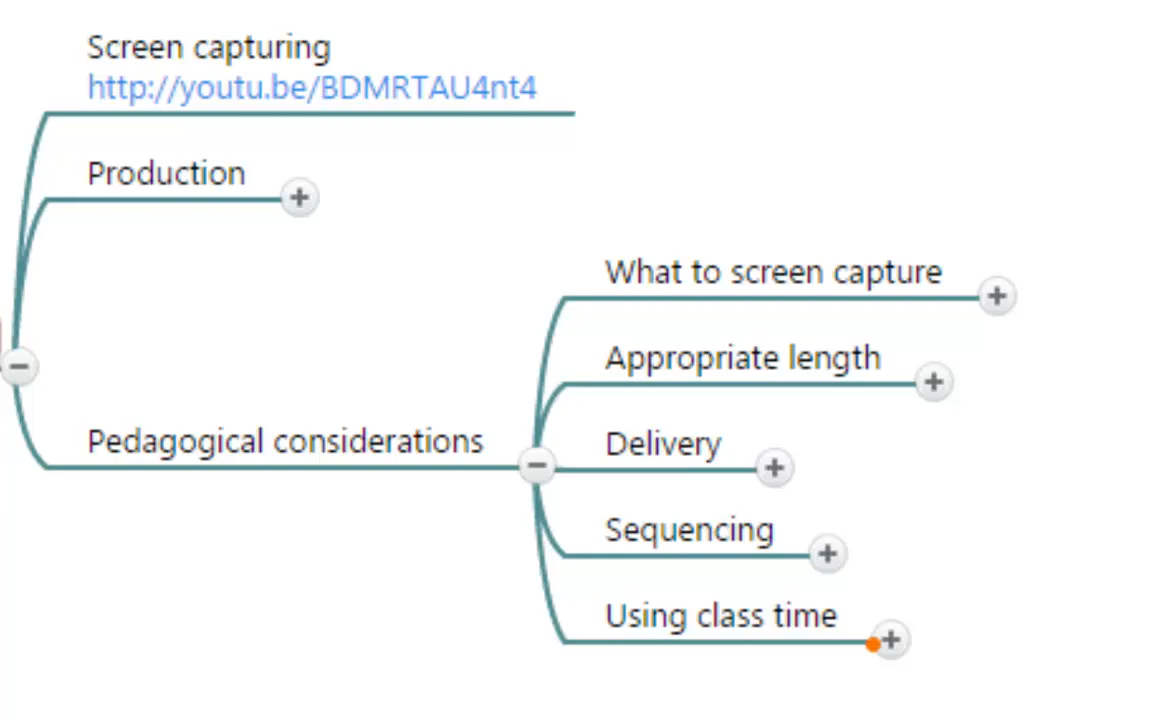 Screen capturing
http://youtu.be/BDMRTAU4nt4
Production
Pedagogical considerations
What to screen capture
Appropriate length
Delivery
Sequencing
Using class time